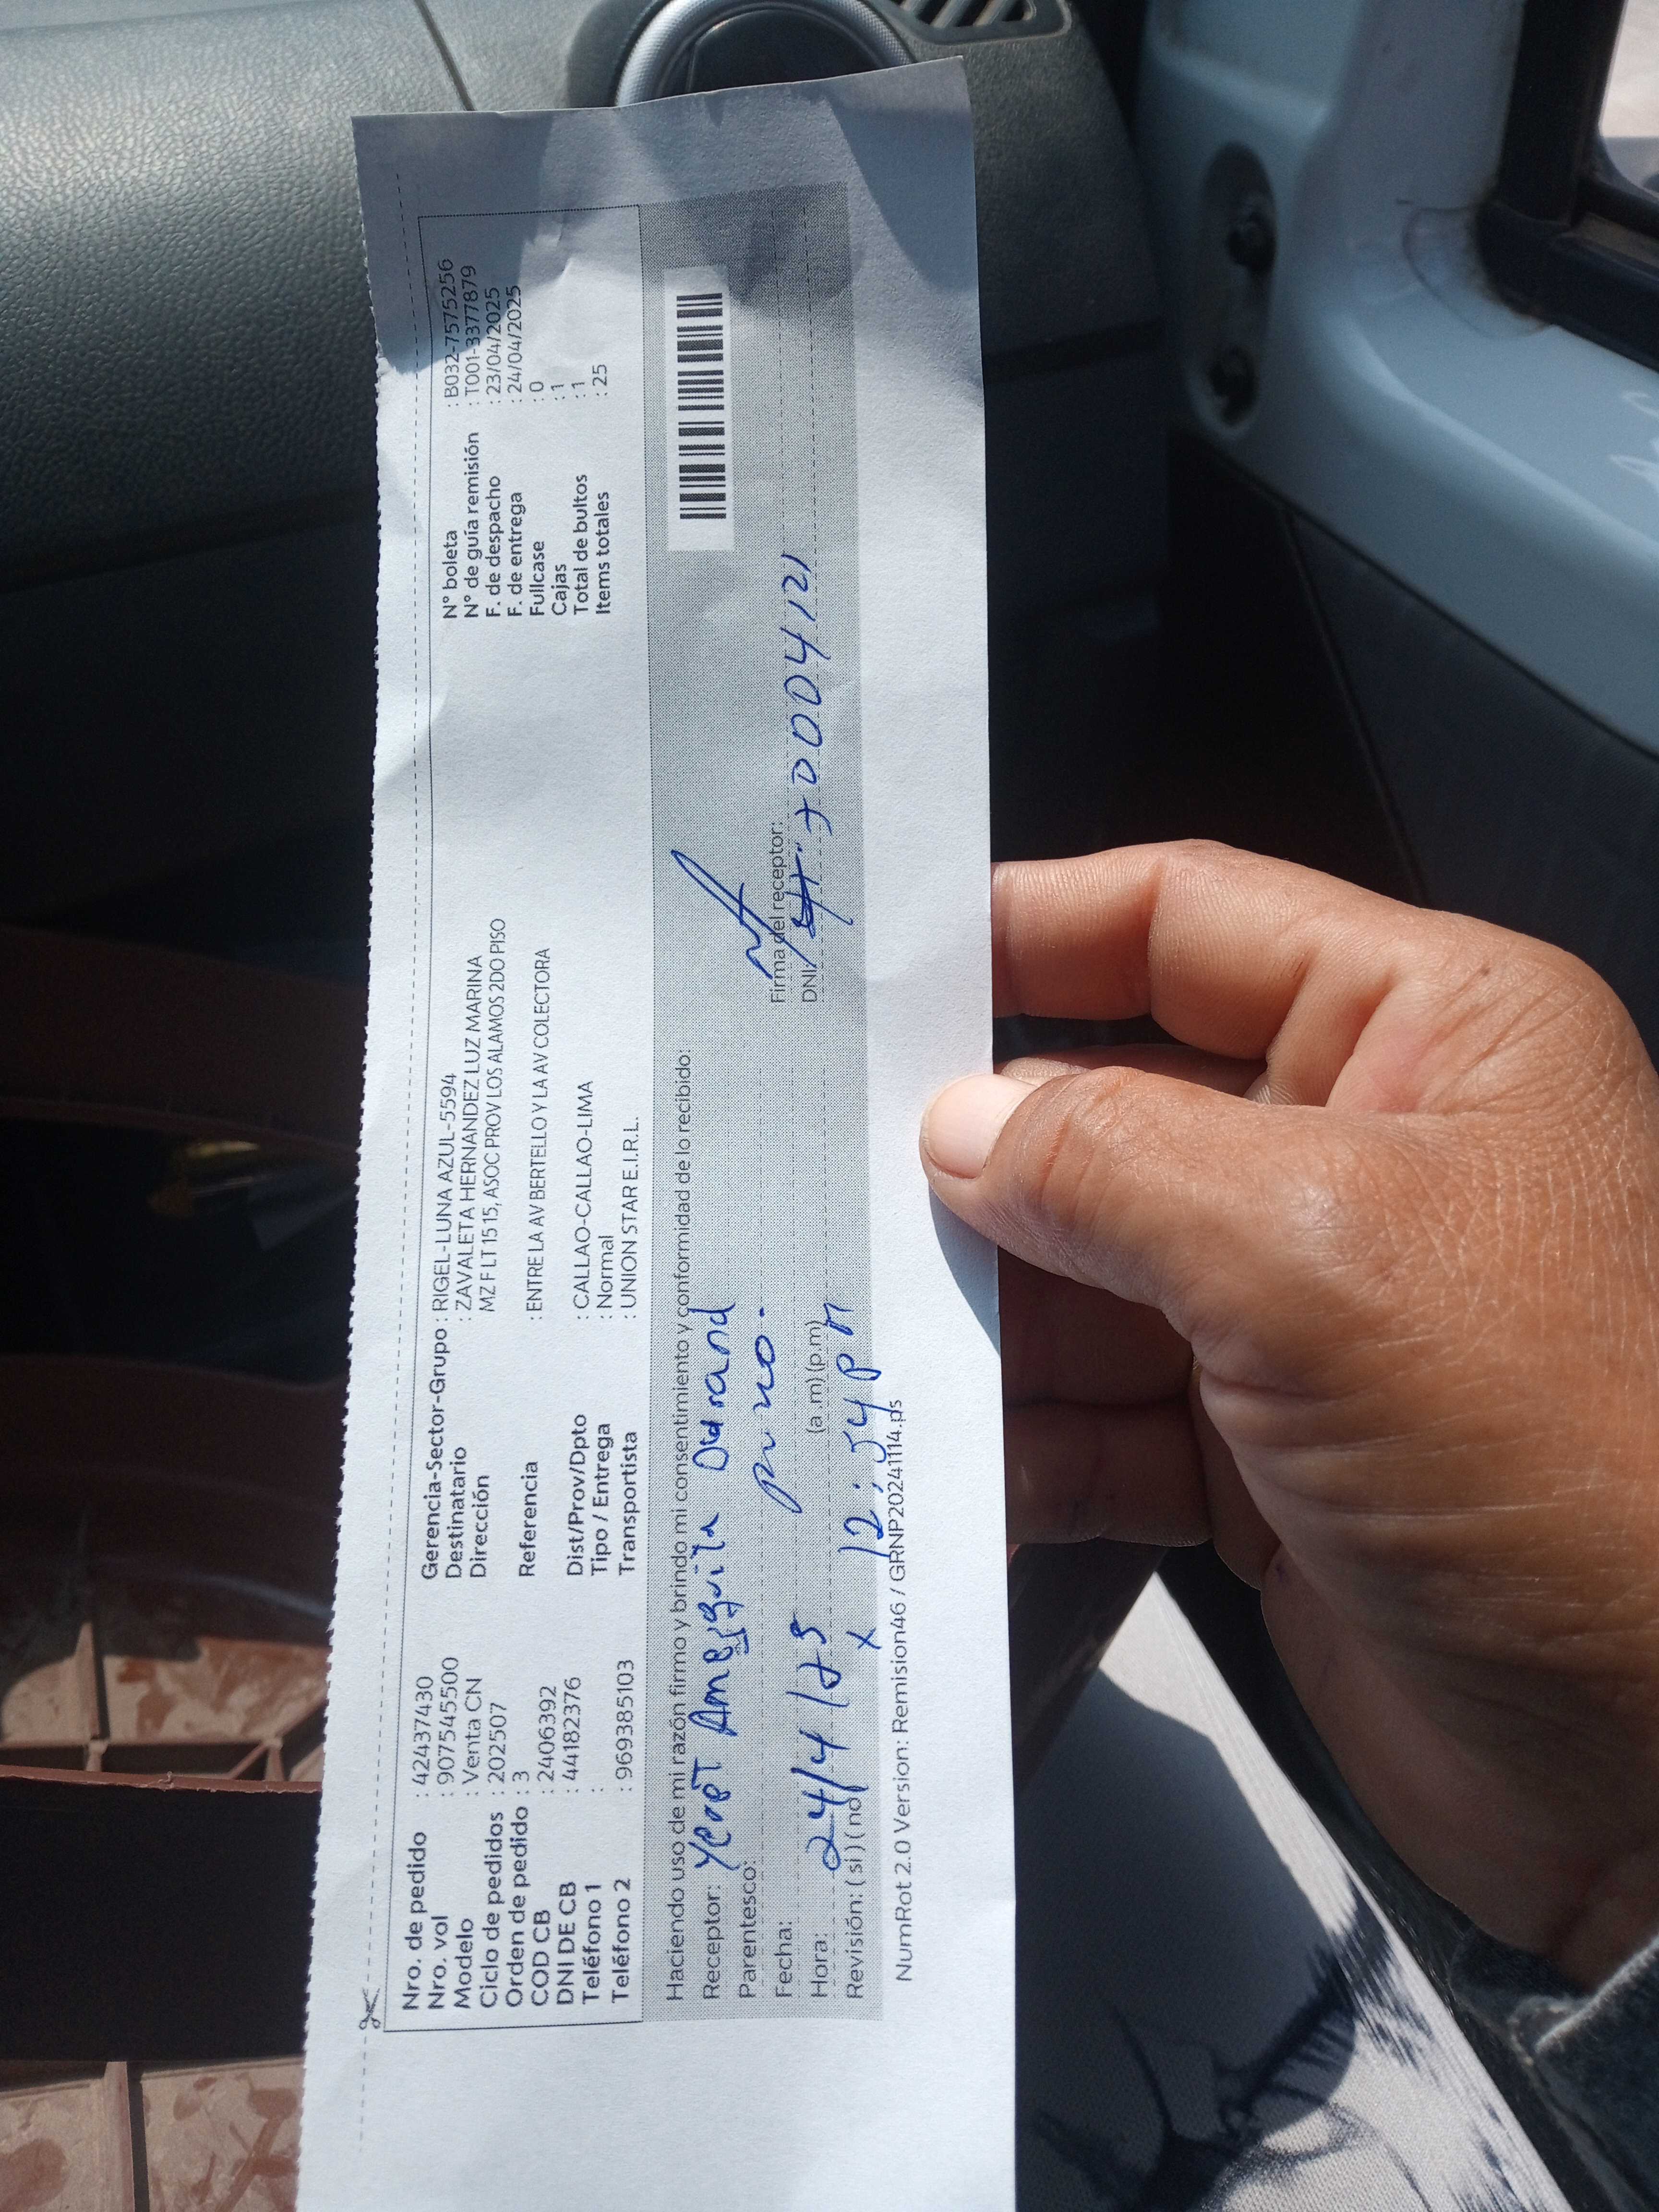 Nro. de pedido : 42437430
Nro. vol : 9075455500
Modelo : Venta CN
Ciclo de pedidos : 202507
Orden de pedido : 3
COD CB : 2406392
DNI DE CB : 44182376
Teléfono 1 :
Teléfono 2 : 969385103
Gerencia-Sector-Grupo : RIGEL-LUNA AZUL-5594
Destinatario : ZAVALETA HERNANDEZ LUZ MARINA
Dirección MZ F LT 15 15, ASOC PROV LOS ALAMOS 2DO PISO
Referencia : ENTRE LA AV BERTELLO Y LA AV COLECTORA
Dist/Prov/Dpto : CALLAO-CALLAO-LIMA
Tipo / Entrega : Normal
Transportista : UNION STAR E.I.R.L.
N° boleta : B032-7575256
N° de guía remisión : T001-3377879
F. de despacho : 23/04/2025
F. de entrega : 24/04/2025
Fullcase : 0
Cajas : 1
Total de bultos : 1
Items totales : 25
Haciendo uso de mi razón firmo y brindo mi consentimiento y conformidad de lo recibido:
Receptor: Durand
Parentesco:
Fecha: 24/4/25
Hora: 12:54 pm (a .m) (p.m)
Revisión: ( si ) ( no ) x
Firma del receptor:
DNI: 70004121
NumRot 2.0 Version: Remision46 / GRNP20241114.ps